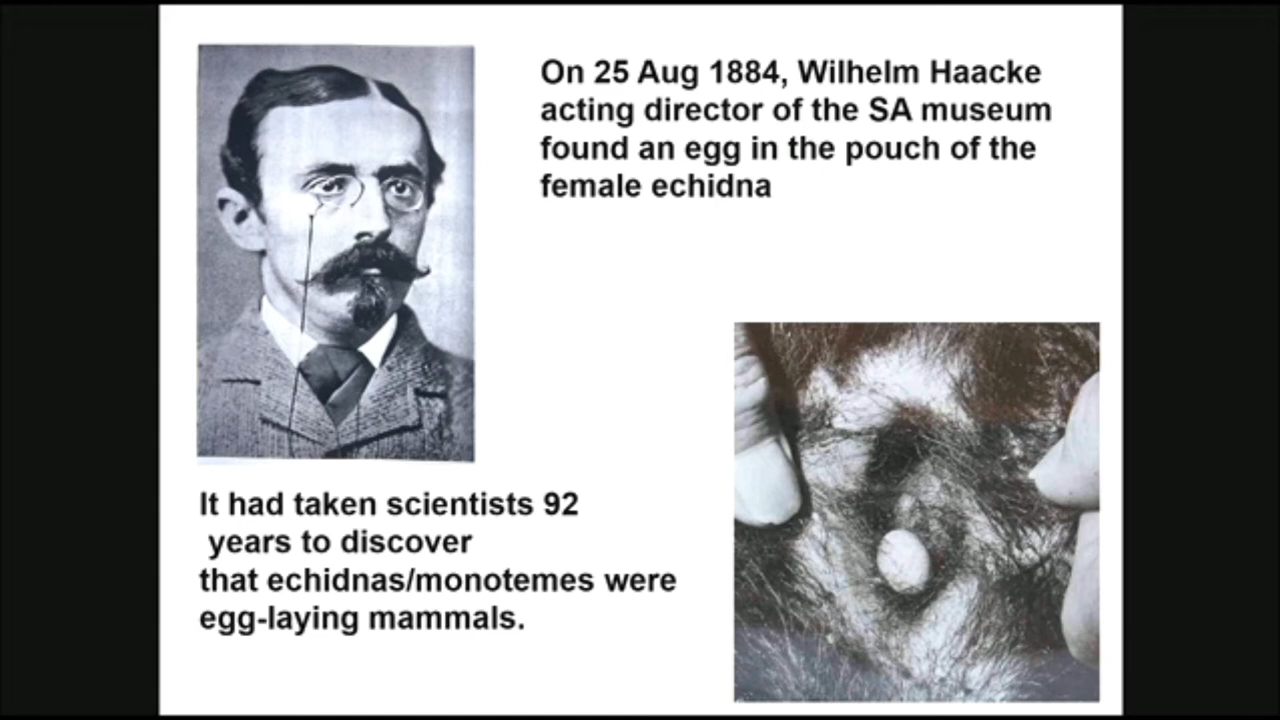 On 25 Aug 1884, Wilhelm Haacke
acting director of the SA museum
found an egg in the pouch of the
female echidna
It had taken scientists 92
years to discover
that echidnas/monotemes were
egg-laying mammals.